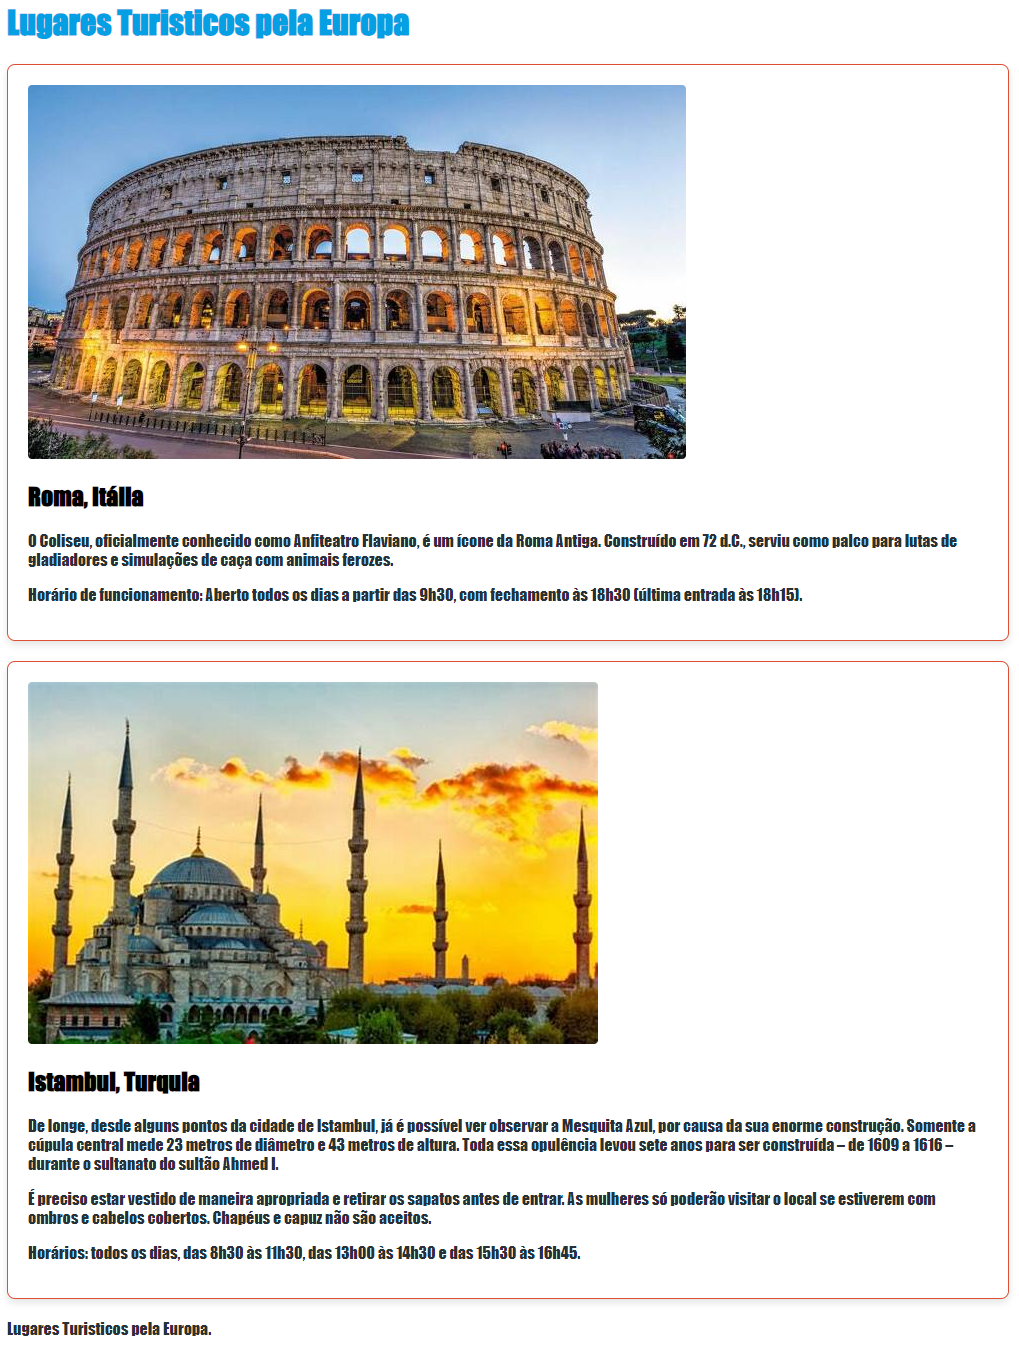 Lugares Turisticos pela Europa
Roma, Itália
O Coliseu, oficialmente conhecido como Anfiteatro Flaviano, é um ícone da Roma Antiga. Construído em 72 d.C., serviu como palco para lutas de
gladiadores e simulações de caça com animais ferozes.
Horário de funcionamento: Aberto todos os dias a partir das 9h30, com fechamento às 18h30 (última entrada às 18h15).
Istambul, Turquia
De longe, desde alguns pontos da cidade de Istambul, já é possível ver observar a Mesquita Azul, por causa da sua enorme construção. Somente a
cúpula central mede 23 metros de diâmetro e 43 metros de altura. Toda essa opulência levou sete anos para ser construída – de 1609 a 1616 –
durante o sultanato do sultão Ahmed I.
É preciso estar vestido de maneira apropriada e retirar os sapatos antes de entrar. As mulheres só poderão visitar o local se estiverem com
ombros e cabelos cobertos. Chapéus e capuz não são aceitos.
Horários: todos os dias, das 8h30 às 11h30, das 13h00 às 14h30 e das 15h30 às 16h45.
Lugares Turisticos pela Europa.